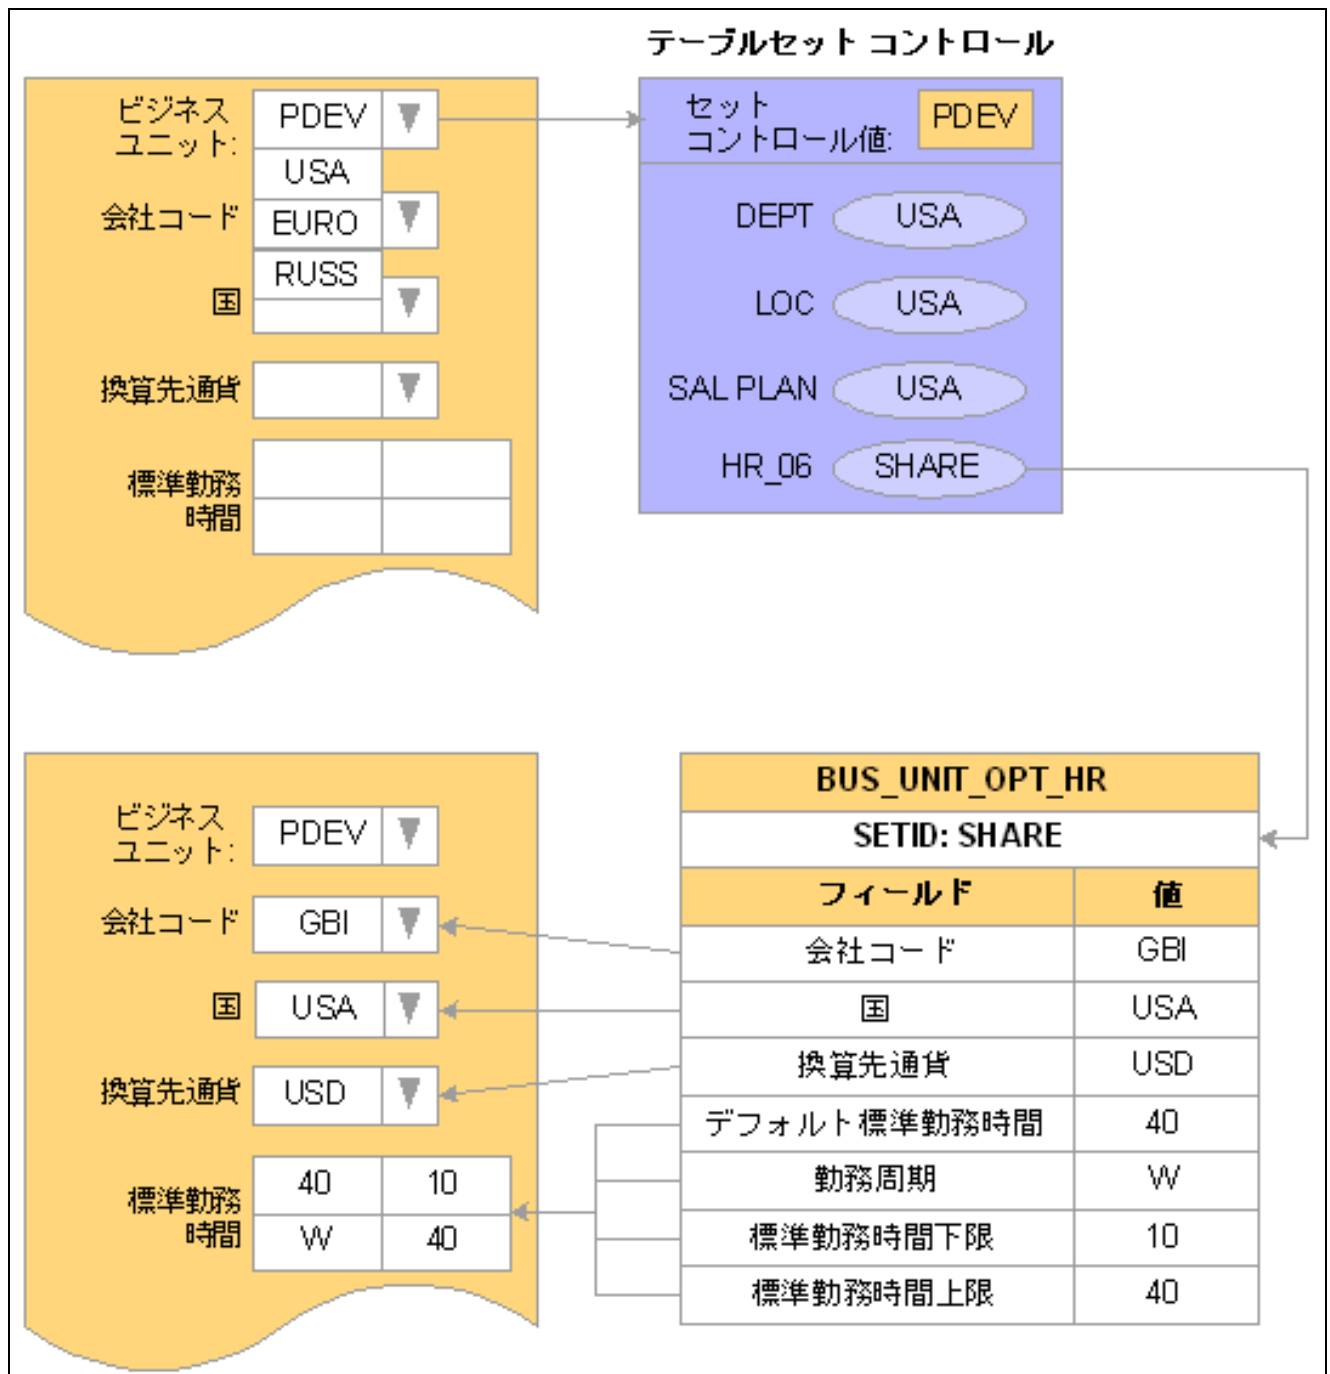 テーブルセット コントロール
ビジネス
ユニット:
PDEV
USA
EURO
RUSS
会社コード
国
換算先通貨
標準勤務
時間
セット
コントロール値:
PDEV
DEPT USA
LOC USA
SAL PLAN USA
HR_06 SHARE
ビジネス
ユニット:
PDEV
会社コード GBI
国 USA
換算先通貨 USD
標準勤務
時間
40 10
W 40
BUS_UNIT_OPT_HR
SETID: SHARE
フィールド 値
会社コード GBI
国 USA
換算先通貨 USD
デフォルト標準勤務時間 40
勤務周期 W
標準勤務時間下限 10
標準勤務時間上限 40